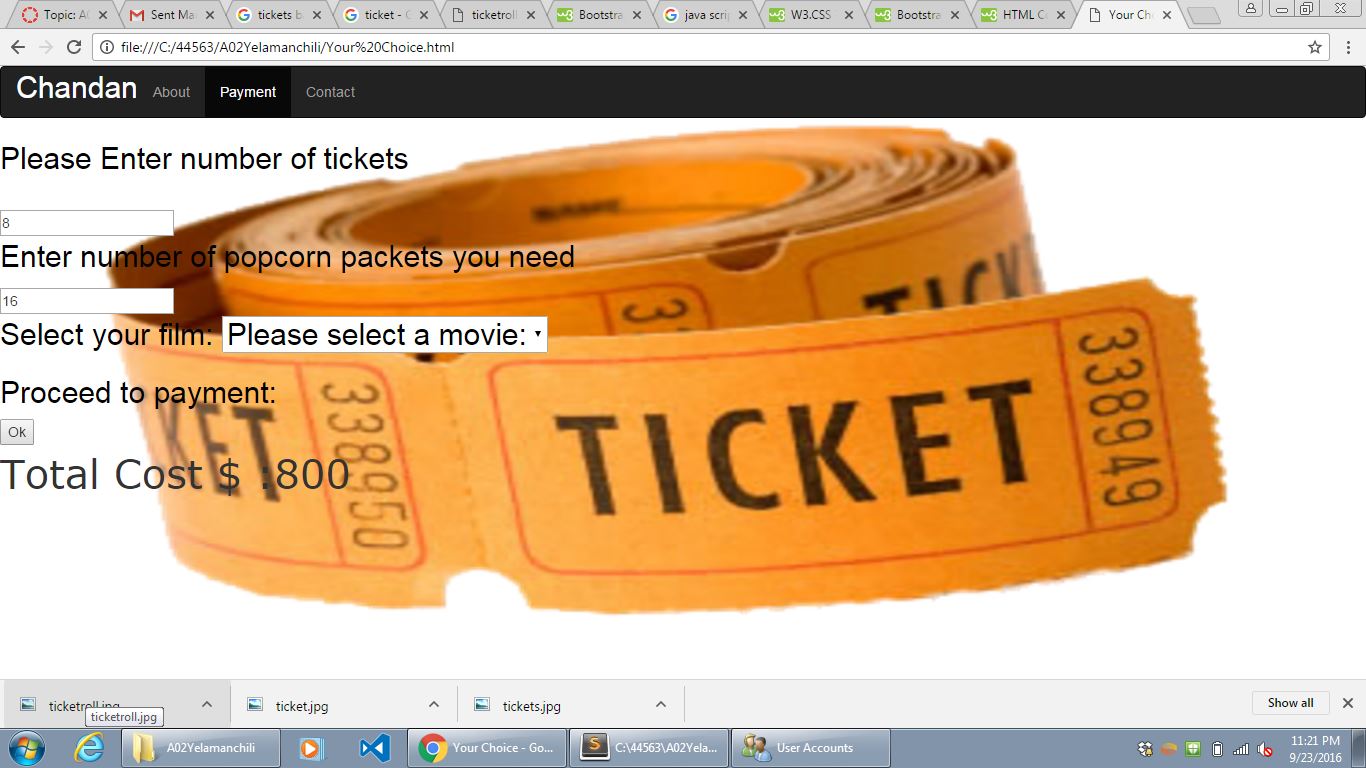 Topic: A
Sent Ma
tickets b
ticket - G
ticketroll
Bootstra
java scrip
W3.CSS
Bootstra
HTML C
Your Ch
file:///C:/44563/A02Yelamanchili/Your%20Choice.html
Chandan About Payment Contact
Please Enter number of tickets
8
Enter number of popcorn packets you need
16
Select your film: Please select a movie:
Proceed to payment:
Ok
Total Cost $ :800
TICK
33
KET
338950
TICKET
338949
ticketroll.jpg
ticket.jpg
tickets.jpg
Show all
ticketroll.jpg
A02Yelamanchili
Your Choice - Go...
C:\44563\A02Yela...
User Accounts
11:21 PM
9/23/2016